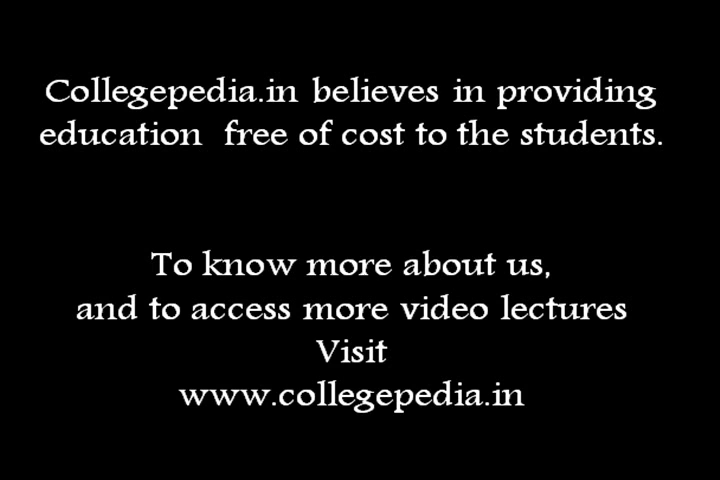 Collegepedia.in believes in providing
education  free of cost to the students.
To know more about us,
and to access more video lectures
Visit
www.collegepedia.in